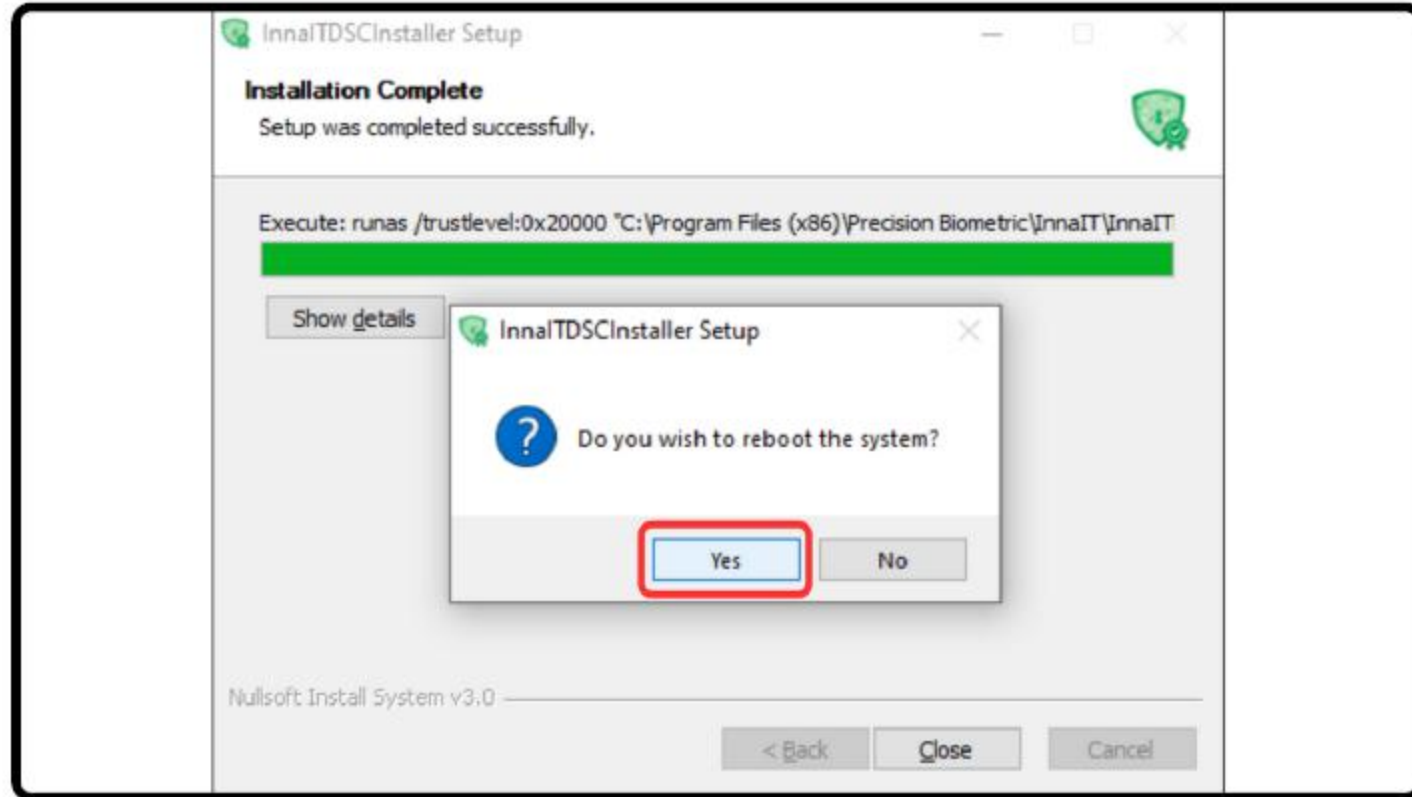 InnaITDSCInstaller Setup
Installation Complete
Setup was completed successfully.
Execute: runas /trustlevel:0x20000 "C:\Program Files (x86)\Precision Biometric\InnaIT\InnaIT
Show details
InnaITDSCInstaller Setup
?
Do you wish to reboot the system?
Yes
No
Nullsoft Install System v3.0
< Back
Close
Cancel